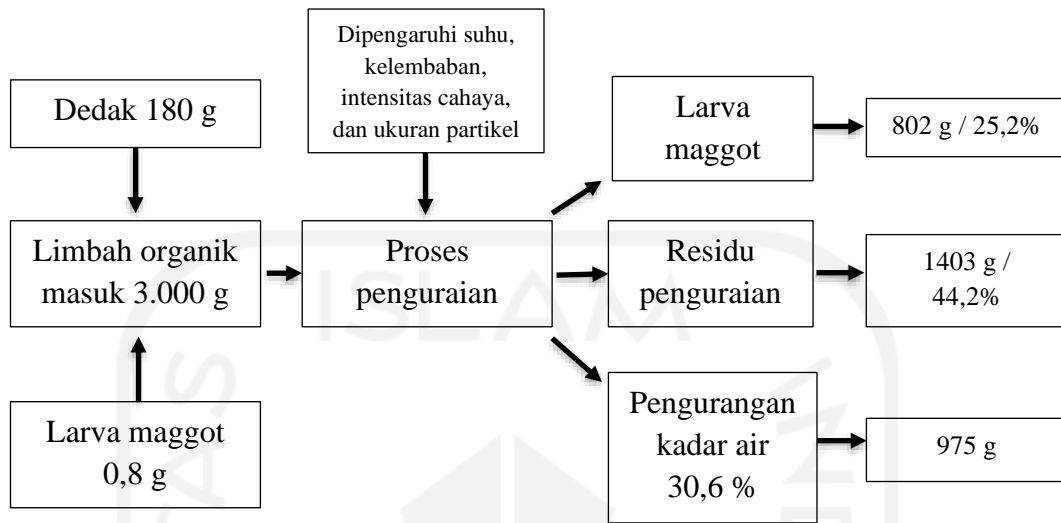 Dedak 180 g
Limbah organik
masuk 3.000 g
Larva maggot
0,8 g
Dipengaruhi suhu,
kelembaban,
intensitas cahaya,
dan ukuran partikel
Proses
penguraian
Larva
maggot
802 g / 25,2%
Residu
penguraian
1403 g /
44,2%
Pengurangan
kadar air
30,6 %
975 g
ISLAM